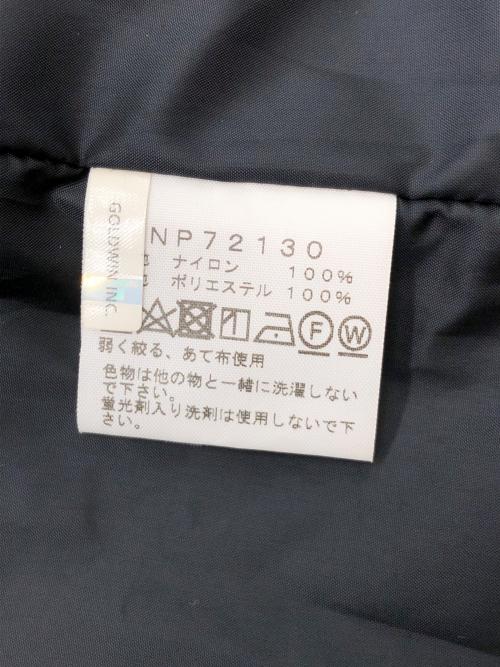 GOLDWIN INC.
NP72130
ナイロン 100%
ポリエステル 100%
F W
弱く絞る、あて布使用
色物は他の物と一緒に洗濯しない
で下さい。
蛍光剤入り洗剤は使用しないで下
さい。